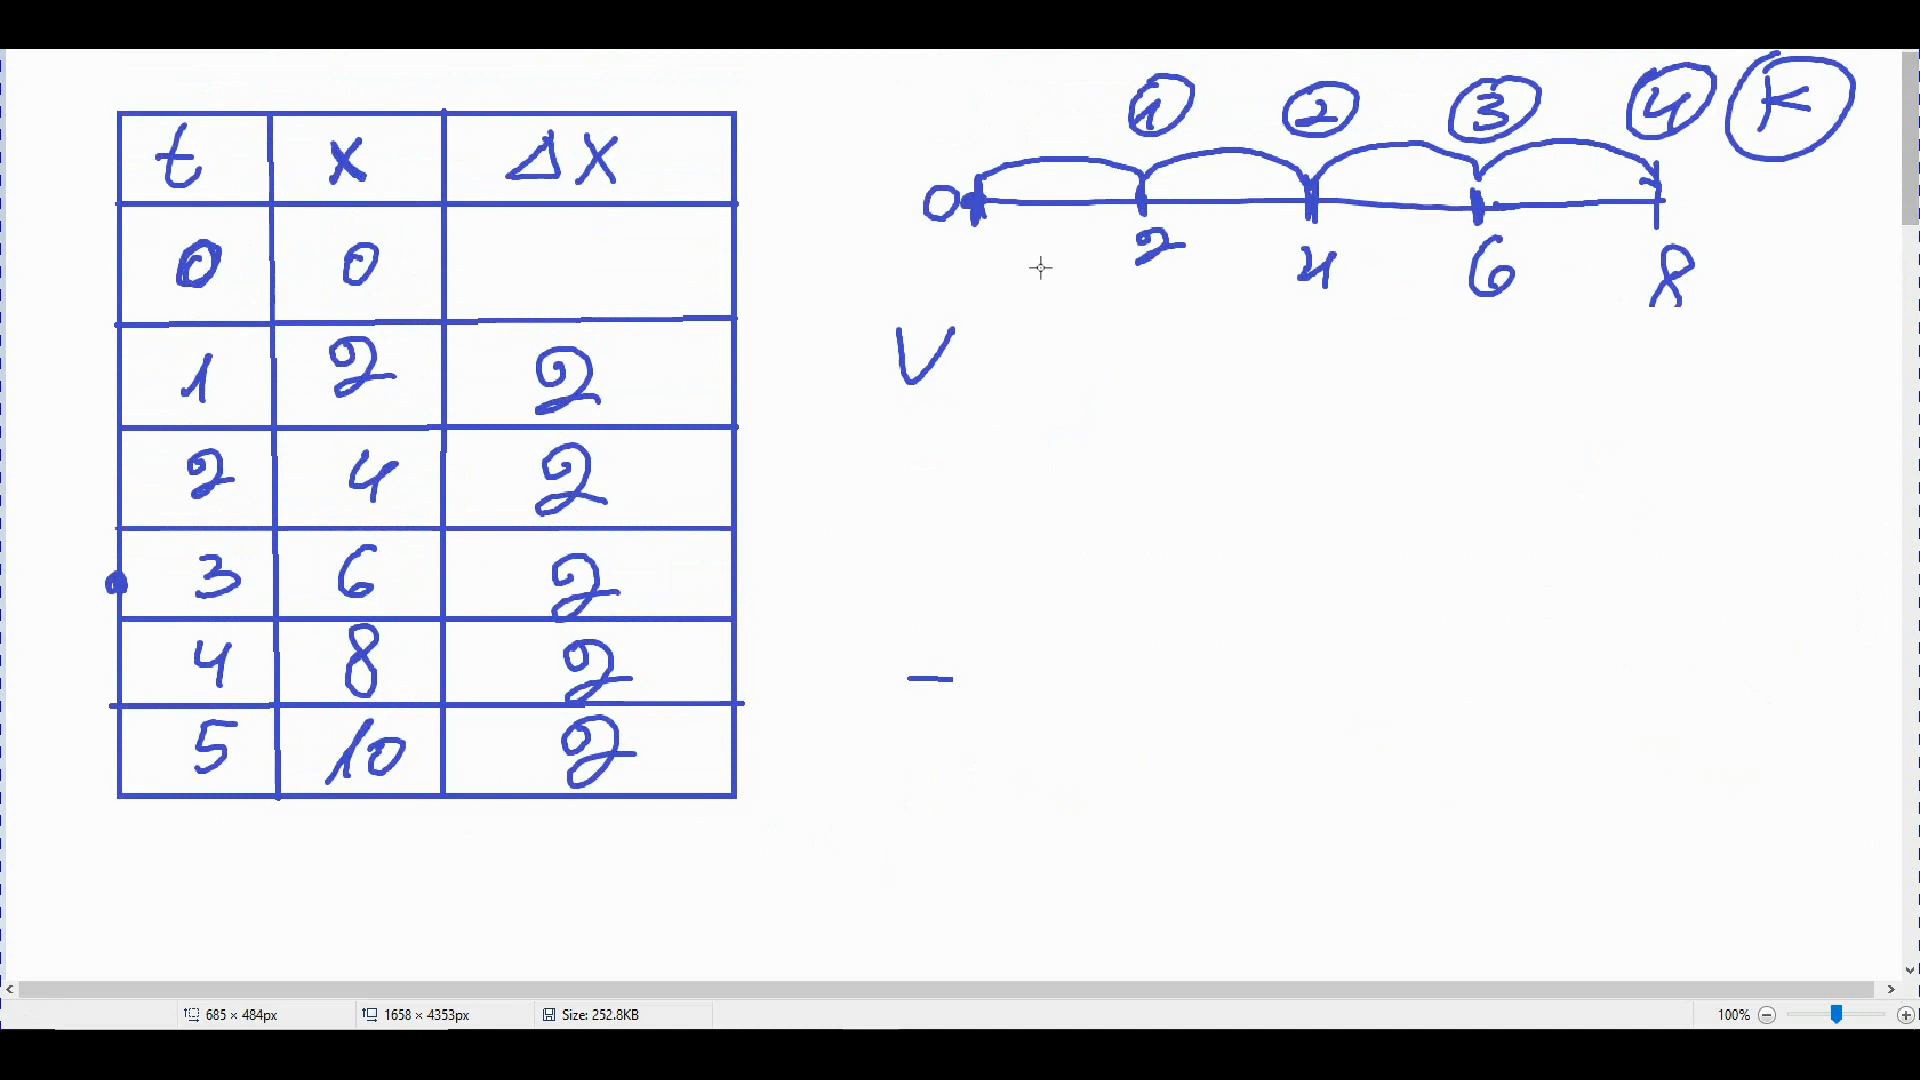 t x Δx
0 0
1 2 2
2 4 2
3 6 2
4 8 2
5 10 2
1 2 3 4 K
0
2 4 6 8
V
685 × 484px 1658 × 4353px Size: 252.8KB 100%